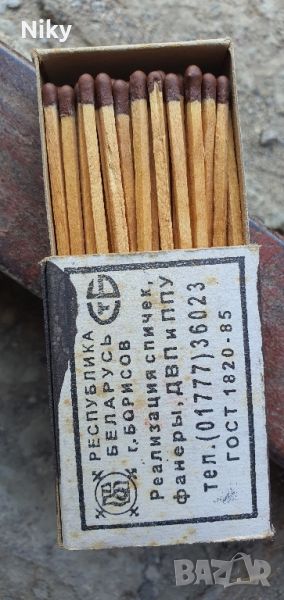 Niky
РЕСПУБЛИКА
БЕЛАРУСЬ
г. БОРИСОВ
Реализация спичек,
фанеры, ДВП и ППУ
тел.(01777)36023
ГОСТ 1820-85
BAZAR